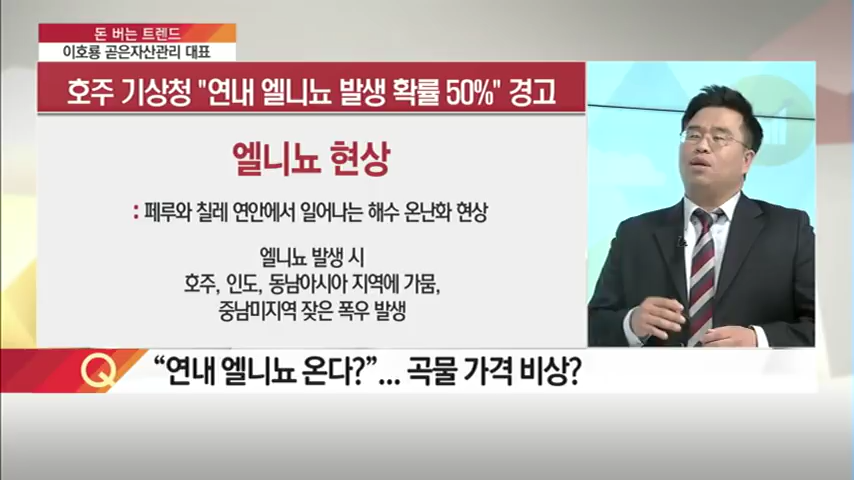 돈 버는 트렌드
이호룡 곧은자산관리 대표
호주 기상청 "연내 엘니뇨 발생 확률 50%" 경고
엘니뇨 현상
: 페루와 칠레 연안에서 일어나는 해수 온난화 현상
엘니뇨 발생 시
호주, 인도, 동남아시아 지역에 가뭄,
중남미지역 잦은 폭우 발생
Q “연내 엘니뇨 온다?”... 곡물 가격 비상?